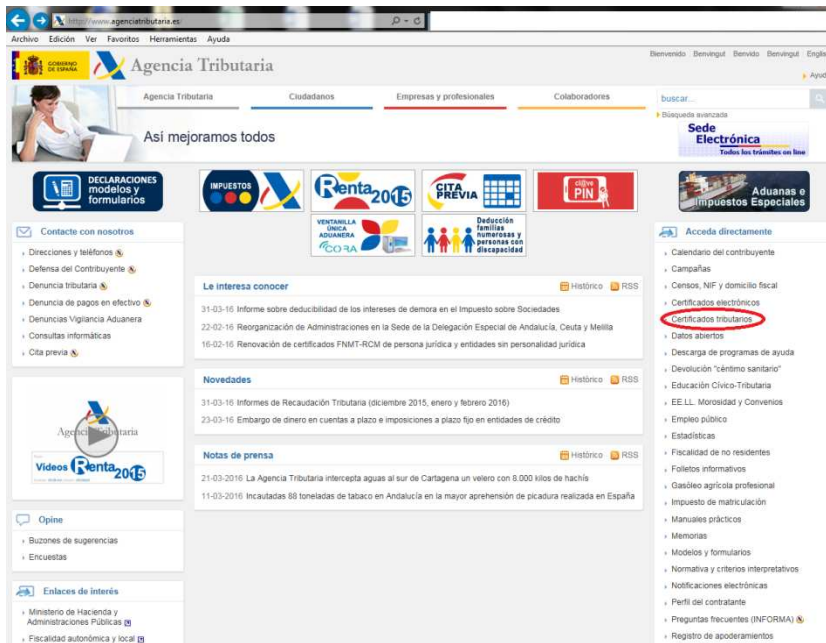 http://www.agenciatributaria.es
Archivo Edición Ver Favoritos Herramientas Ayuda
GOBIERNO DE ESPAÑA
Agencia Tributaria
Bienvenido Benvingut Benvido Benvingut
Agencia Tributaria Ciudadanos Empresas y profesionales Colaboradores
buscar...
Búsqueda avanzada
Así mejoramos todos
Sede
Electrónica
Todos los trámites on line
DECLARACIONES
modelos y
formularios
IMPUESTOS
Renta2015
CITA
PREVIA
cl@ve
PIN
Aduanas e
Impuestos Especiales
VENTANILLA
ÚNICA
ADUANERA
CORA
Deducción
familias
numerosas y
personas con
discapacidad
Contacte con nosotros
Direcciones y teléfonos
Defensa del Contribuyente
Denuncia tributaria
Denuncia de pagos en efectivo
Denuncias Vigilancia Aduanera
Consultas informáticas
Cita previa
Agencia Tributaria
Vídeos Renta2015
Opine
Buzones de sugerencias
Encuestas
Enlaces de interés
Ministerio de Hacienda y
Administraciones Públicas
Fiscalidad autonómica y local
Le interesa conocer Histórico RSS
31-03-16 Informe sobre deducibilidad de los intereses de demora en el Impuesto sobre Sociedades
22-02-16 Reorganización de Administraciones en la Sede de la Delegación Especial de Andalucía, Ceuta y Melilla
16-02-16 Renovación de certificados FNMT-RCM de persona jurídica y entidades sin personalidad jurídica
Novedades Histórico RSS
31-03-16 Informes de Recaudación Tributaria (diciembre 2015, enero y febrero 2016)
23-03-16 Embargo de dinero en cuentas a plazo e imposiciones a plazo fijo en entidades de crédito
Notas de prensa Histórico RSS
21-03-2016 La Agencia Tributaria intercepta aguas al sur de Cartagena un velero con 8.000 kilos de hachís
11-03-2016 Incautadas 88 toneladas de tabaco en Andalucía en la mayor aprehensión de picadura realizada en España
Acceda directamente
Calendario del contribuyente
Campañas
Censos, NIF y domicilio fiscal
Certificados electrónicos
Certificados tributarios
Datos abiertos
Descarga de programas de ayuda
Devolución "céntimo sanitario"
Educación Cívico-Tributaria
EE.LL. Morosidad y Convenios
Empleo público
Estadísticas
Fiscalidad de no residentes
Folletos informativos
Gasóleo agrícola profesional
Impuesto de matriculación
Manuales prácticos
Memorias
Modelos y formularios
Normativa y criterios interpretativos
Notificaciones electrónicas
Perfil del contratante
Preguntas frecuentes (INFORMA)
Registro de apoderamientos